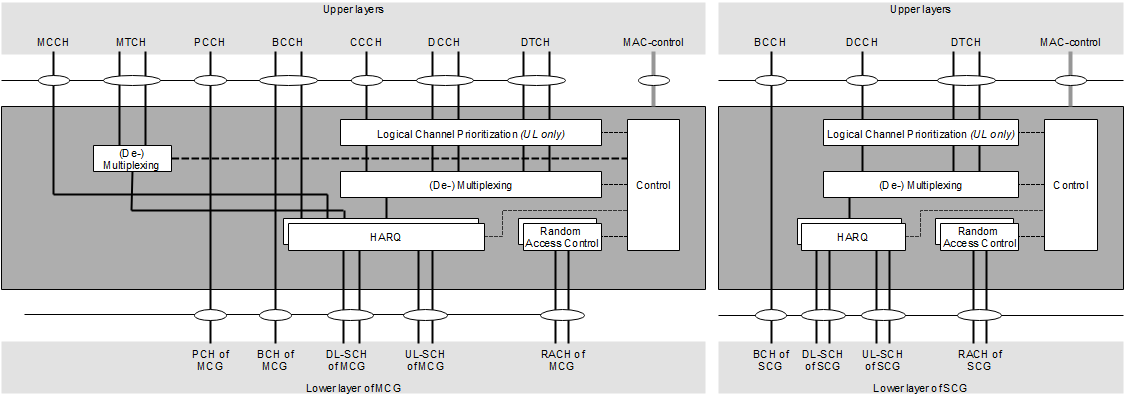 Upper layers
Upper layers
MCCH MTCH PCCH BCCH CCCH DCCH DTCH MAC-control
BCCH DCCH DTCH MAC-control
Logical Channel Prioritization (UL only)
(De-)
Multiplexing
(De-) Multiplexing
Control
HARQ
Random
Access Control
Logical Channel Prioritization (UL only)
(De-) Multiplexing
Control
HARQ
Random
Access Control
PCH of
MCG
BCH of
MCG
DL-SCH
of MCG
UL-SCH
of MCG
RACH of
MCG
Lower layer of MCG
BCH of
SCG
DL-SCH
of SCG
UL-SCH
of SCG
RACH of
SCG
Lower layer of SCG